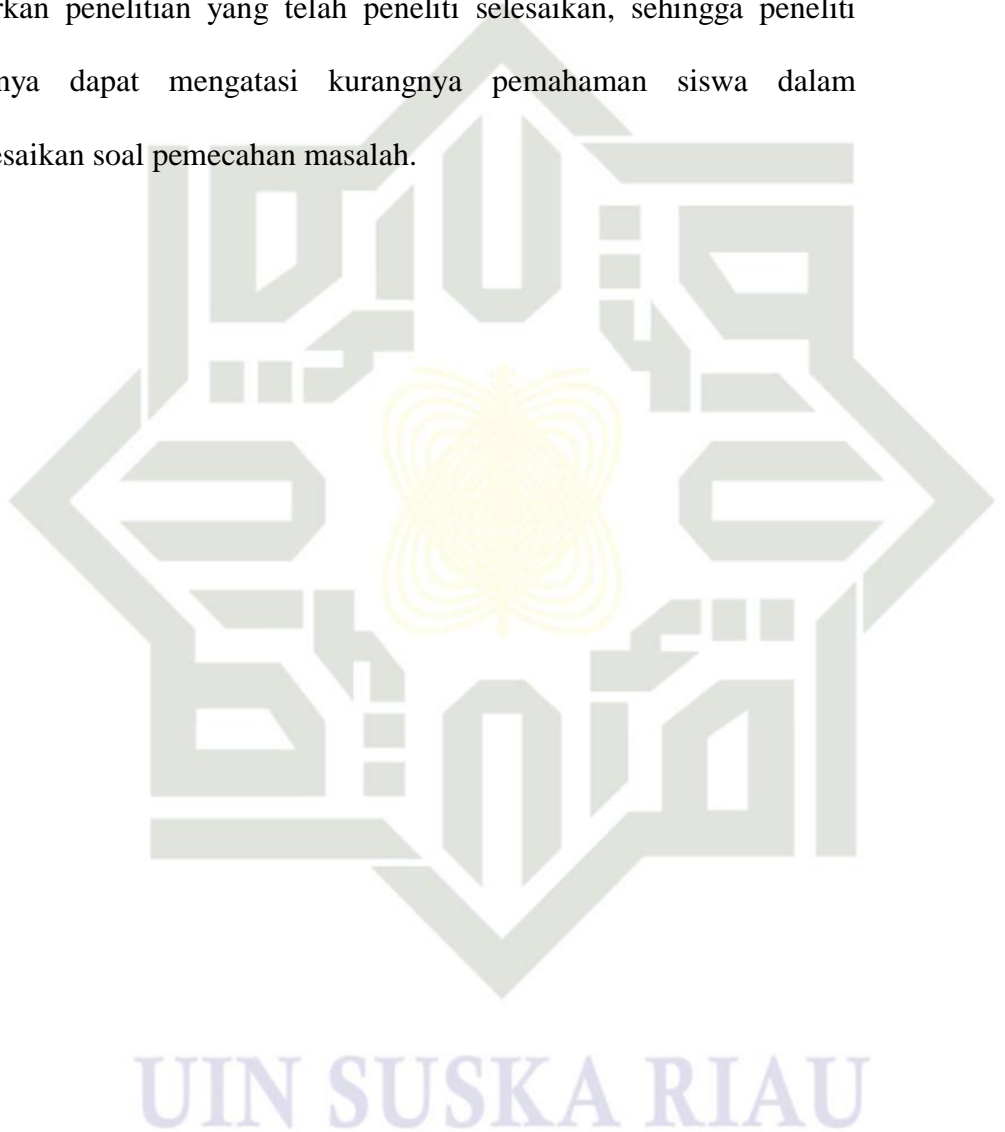 rkan penelitian yang telah peneliti selesaikan, sehingga peneliti
nya dapat mengatasi kurangnya pemahaman siswa dalam
esaikan soal pemecahan masalah.
UIN SUSKA RIAU